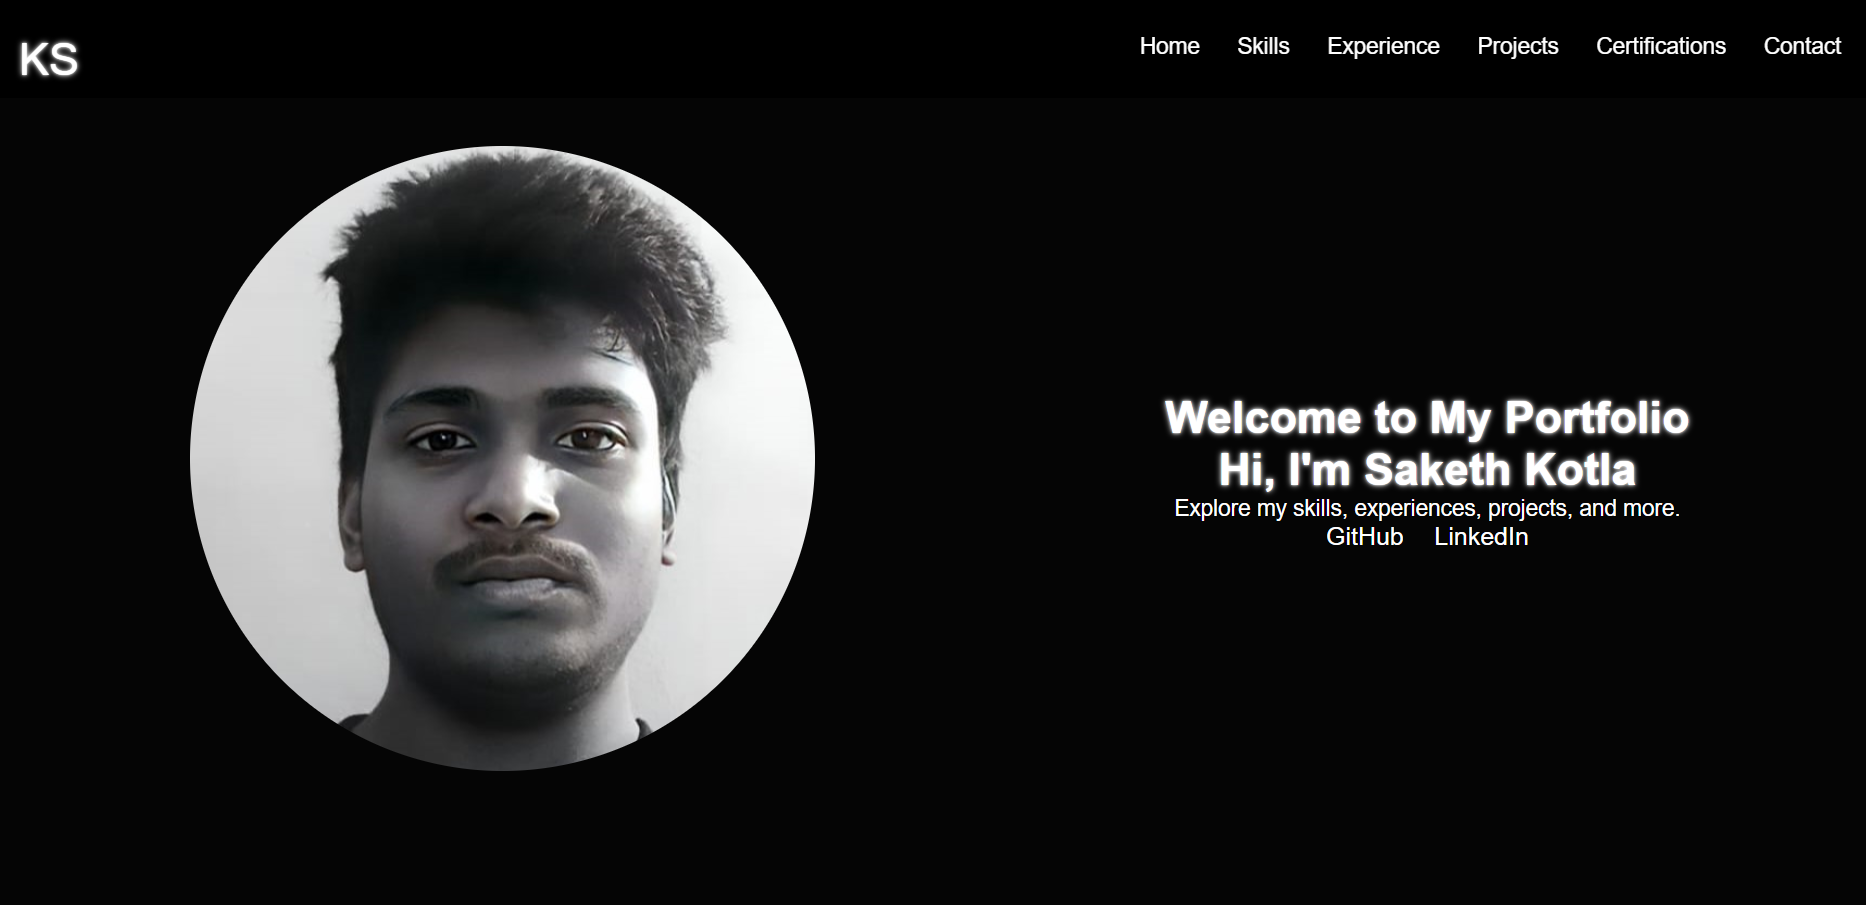 KS
Home Skills Experience Projects Certifications Contact
Welcome to My Portfolio
Hi, I'm Saketh Kotla
Explore my skills, experiences, projects, and more.
GitHub LinkedIn